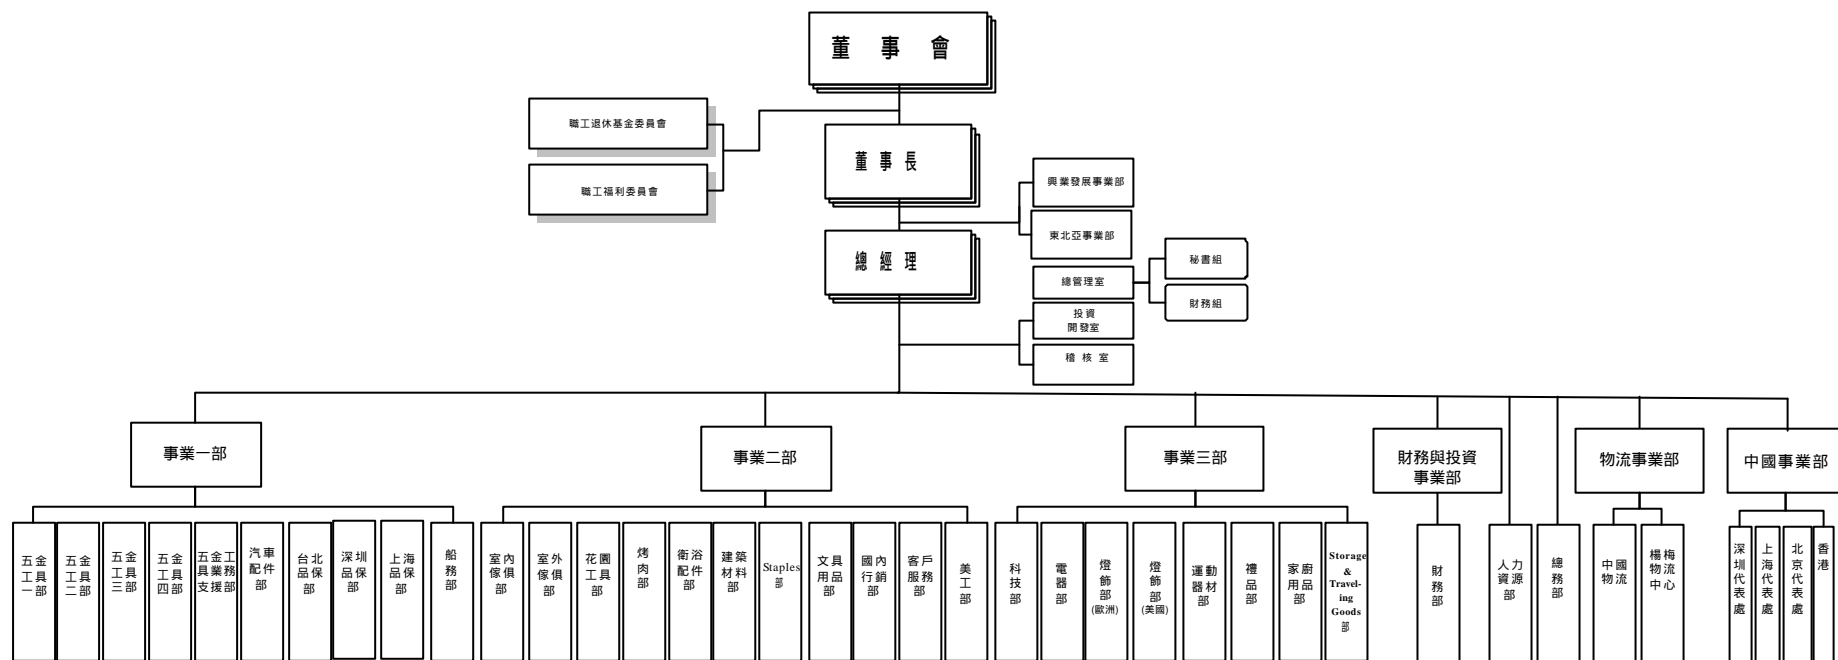 董 事 會
職工退休基金委員會
董 事 長
職工福利委員會
興業發展事業部
東北亞事業部
總 經 理
秘書組
總管理室
財務組
投資
開發室
稽 核 室
事業一部
事業二部
事業三部
財務與投資
事業部
物流事業部
中國事業部
五金
工具
一部
五金
工具
二部
五金
工具
三部
五金
工具
四部
五金工
具業務
支援部
汽車
配件
部
台北
品保
部
深圳
品保
部
上海
品保
部
船
務
部
室內
傢俱
部
室外
傢俱
部
花園
工具
部
烤
肉
部
衛浴
配件
部
建築
材料
部
Staples
部
文具
用品
部
國內
行銷
部
客戶
服務
部
美
工
部
科
技
部
電
器
部
燈
飾
部
(歐洲)
燈
飾
部
(美國)
運動
器材
部
禮
品
部
家廚
用品
部
Storage
&
Travel-
ing
Goods
部
財
務
部
人力
資源
部
總
務
部
中國
物流
楊梅
物流
中心
深圳代表處
上海代表處
北京代表處
香港